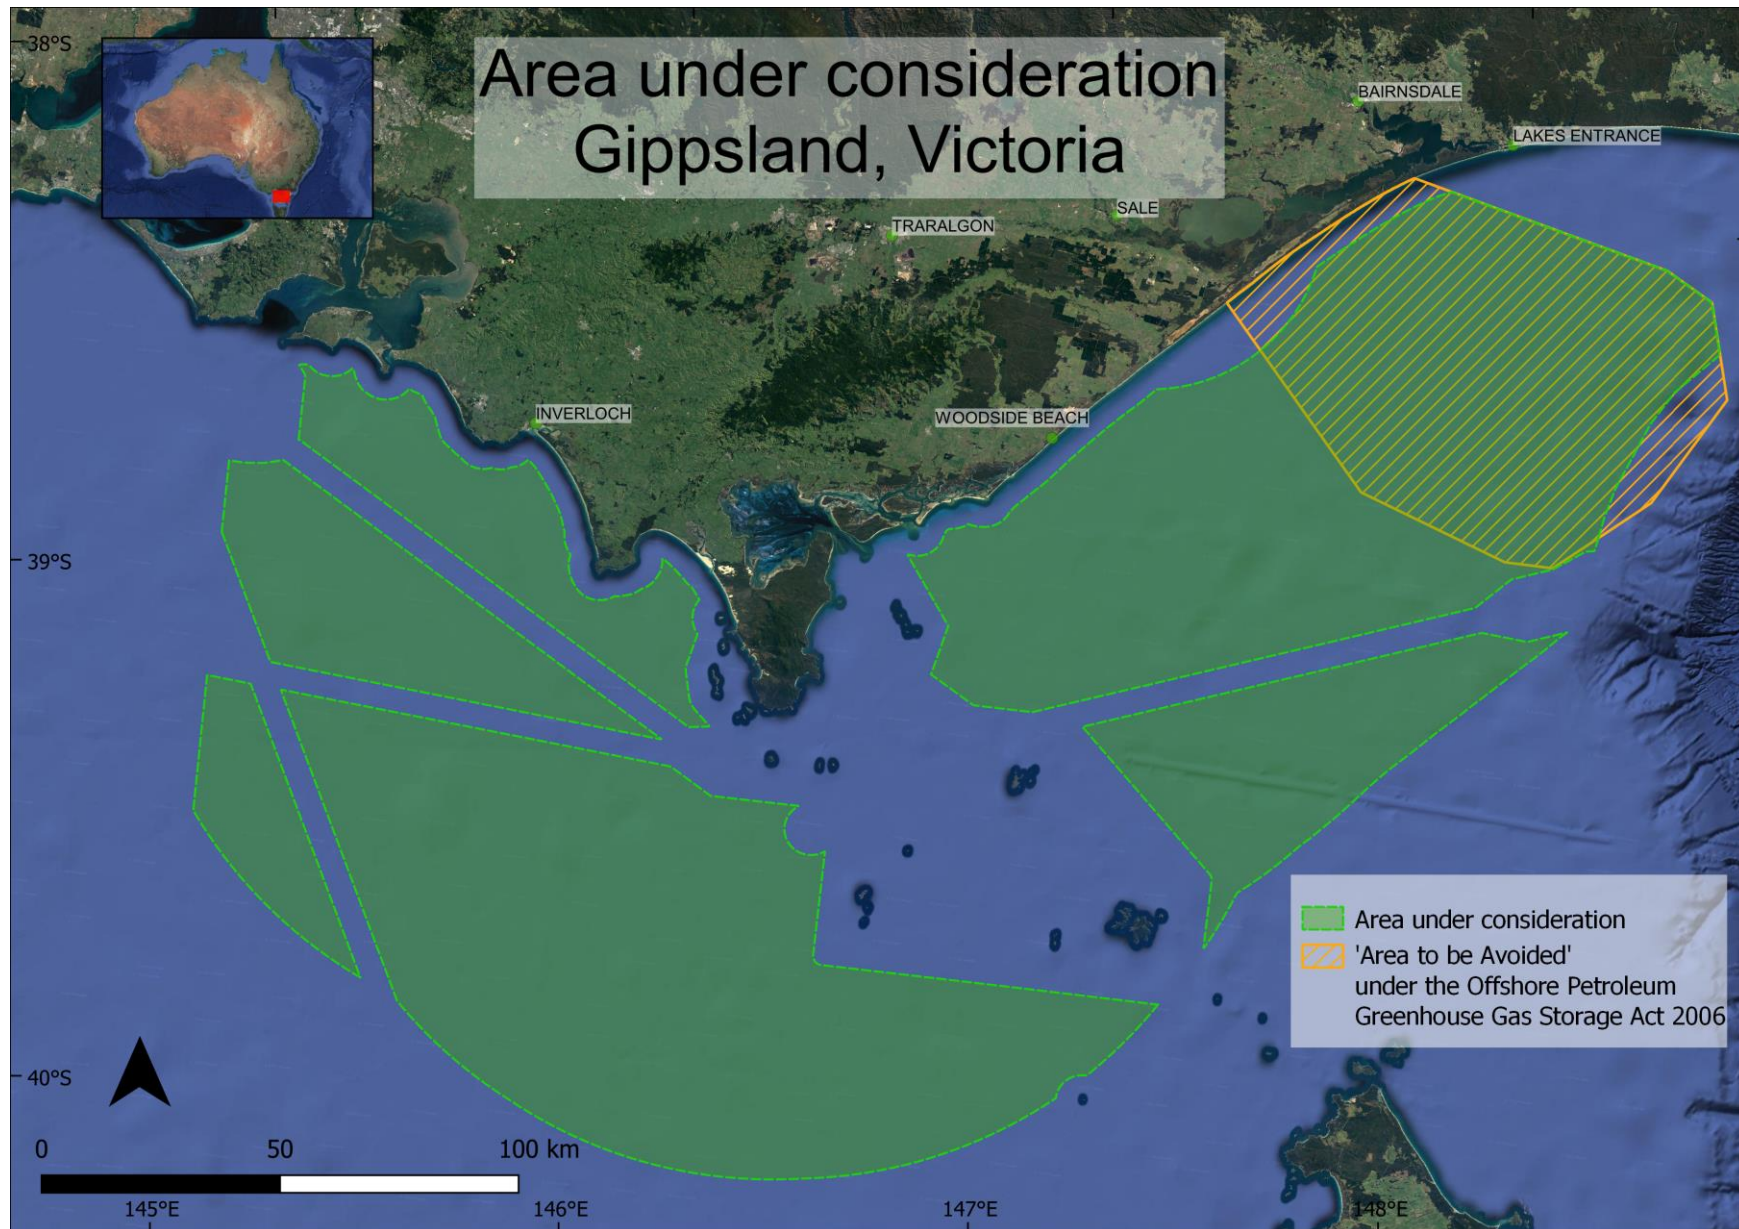 38°S
Area under consideration
Gippsland, Victoria
BAIRNSDALE
LAKES ENTRANCE
SALE
TRARALGON
INVERLOCH
WOODSIDE BEACH
39°S
Area under consideration
'Area to be Avoided'
under the Offshore Petroleum
Greenhouse Gas Storage Act 2006
40°S
0 50 100 km
145°E 146°E 147°E 148°E